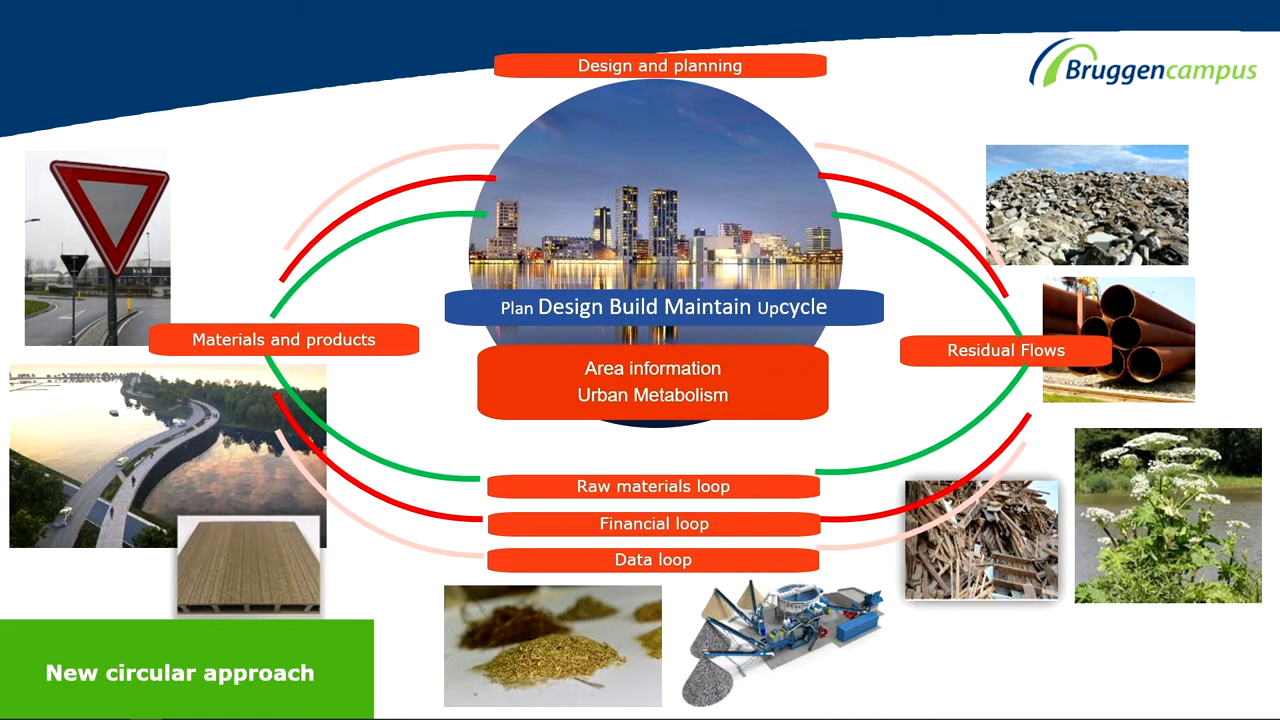 Design and planning
Bruggencampus
Plan Design Build Maintain Upcycle
Materials and products
Residual Flows
Area information
Urban Metabolism
Raw materials loop
Financial loop
Data loop
New circular approach